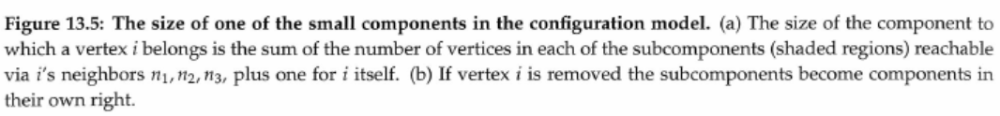 Figure 13.5: The size of one of the small components in the configuration model. (a) The size of the component to
which a vertex i belongs is the sum of the number of vertices in each of the subcomponents (shaded regions) reachable
via i's neighbors n1, n2, n3, plus one for i itself. (b) If vertex i is removed the subcomponents become components in
their own right.